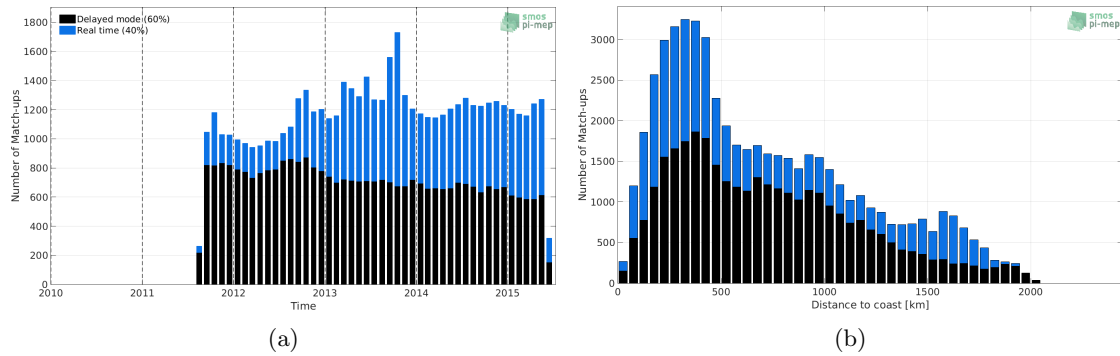 1800
1600
1400
1200
1000
800
600
400
200
0
Number of Match-ups
Delayed mode (60%)
Real time (40%)
smos
pi-mep
2010 2011 2012 2013 2014 2015
Time
(a)
3000
2500
2000
1500
1000
500
0
Number of Match-ups
smos
pi-mep
0 500 1000 1500 2000
Distance to coast [km]
(b)